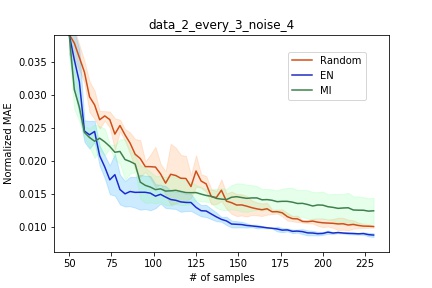 data_2_every_3_noise_4
Normalized MAE
0.035
0.030
0.025
0.020
0.015
0.010
Random
EN
MI
50 75 100 125 150 175 200 225
# of samples